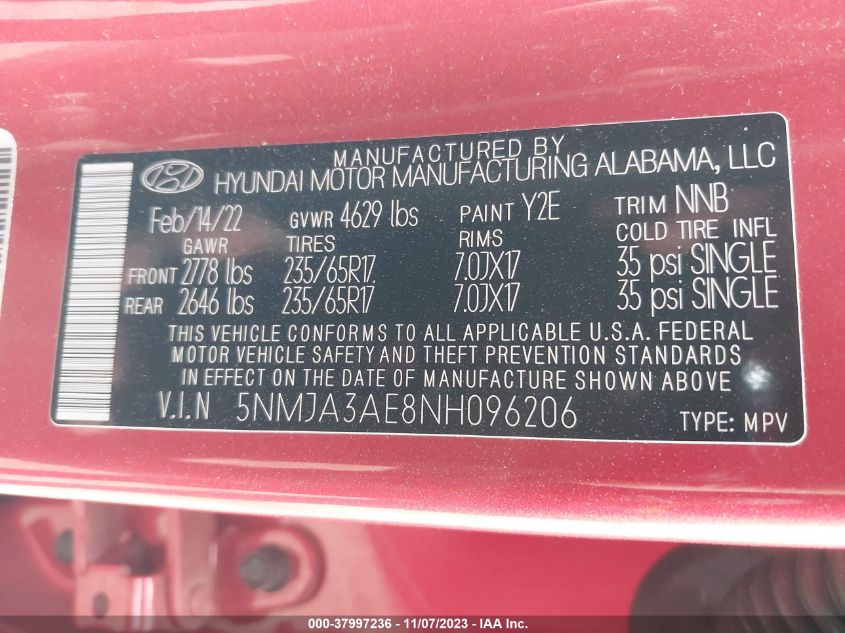 MANUFACTURED BY
HYUNDAI MOTOR MANUFACTURING ALABAMA, LLC
Feb/14/22 GVWR 4629 lbs PAINT Y2E TRIM NNB
GAWR TIRES RIMS COLD TIRE INFL
FRONT 2778 lbs 235/65R17 7.0JX17 35 psi SINGLE
REAR 2646 lbs 235/65R17 7.0JX17 35 psi SINGLE
THIS VEHICLE CONFORMS TO ALL APPLICABLE U.S.A. FEDERAL
MOTOR VEHICLE SAFETY AND THEFT PREVENTION STANDARDS
IN EFFECT ON THE DATE OF MANUFACTURE SHOWN ABOVE
V.I.N 5NMJA3AE8NH096206 TYPE: MPV
000-37997236 - 11/07/2023 - IAA Inc.